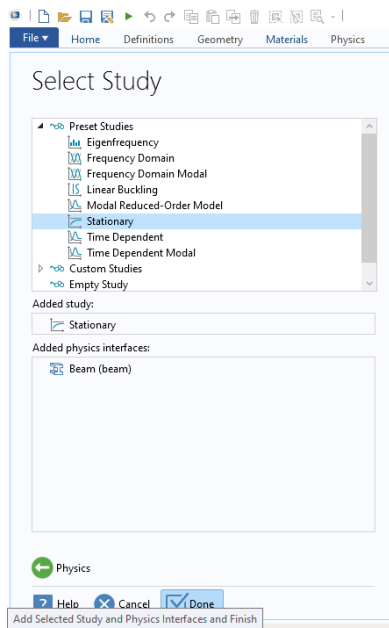 File Home Definitions Geometry Materials Physics
Select Study
Preset Studies
Eigenfrequency
Frequency Domain
Frequency Domain Modal
Linear Buckling
Modal Reduced-Order Model
Stationary
Time Dependent
Time Dependent Modal
Custom Studies
Empty Study
Added study:
Stationary
Added physics interfaces:
Beam (beam)
Physics
? Help Cancel Done
Add Selected Study and Physics Interfaces and Finish